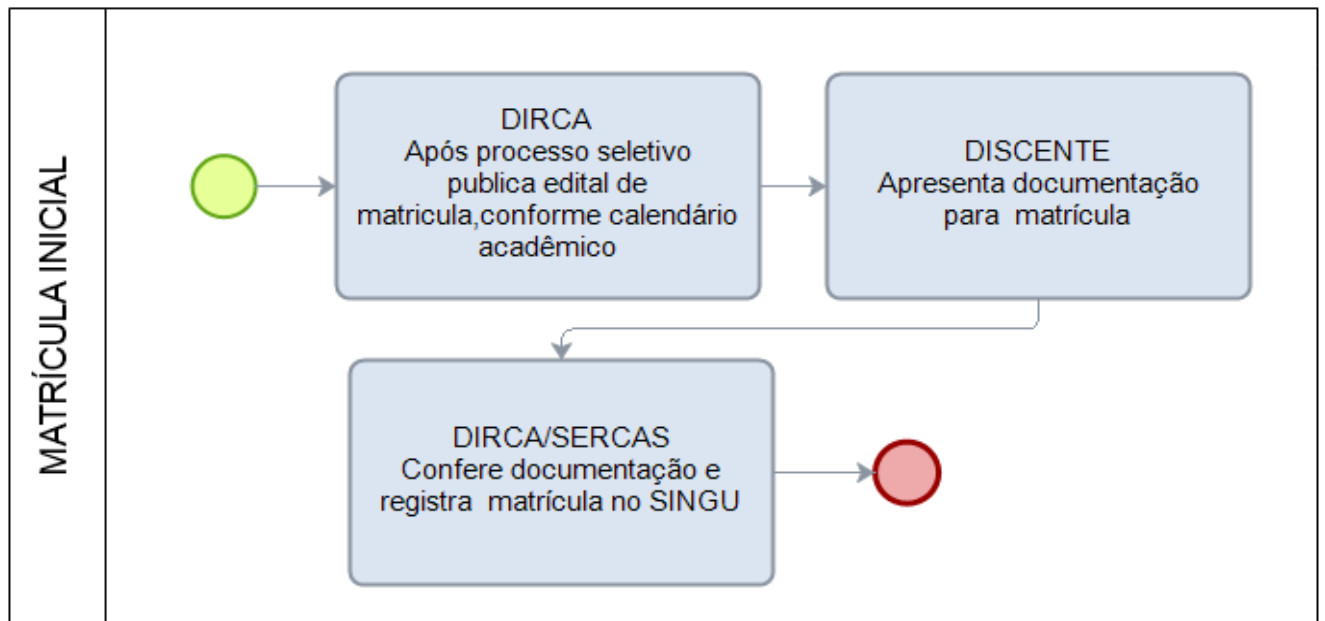 MATRÍCULA INICIAL
DIRCA
Após processo seletivo
publica edital de
matricula,conforme calendário
acadêmico
DISCENTE
Apresenta documentação
para  matrícula
DIRCA/SERCAS
Confere documentação e
registra  matrícula no SINGU